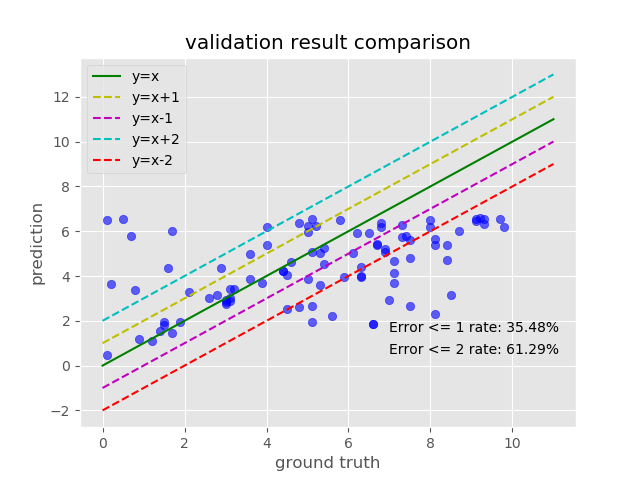 validation result comparison
y=x
y=x+1
y=x-1
y=x+2
y=x-2
12
10
8
6
4
2
0
−2
prediction
Error <= 1 rate: 35.48%
Error <= 2 rate: 61.29%
0 2 4 6 8 10
ground truth